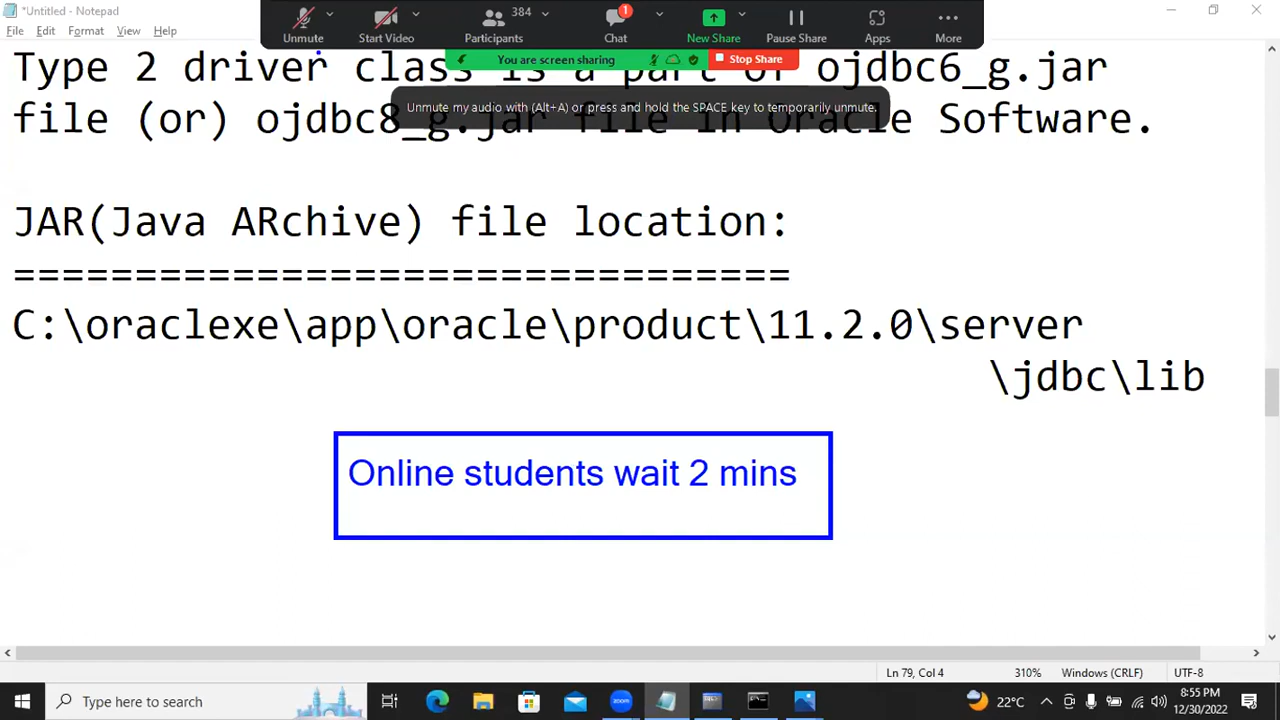 *Untitled - Notepad
File Edit Format View Help
Unmute
Start Video
384
Participants
1
Chat
New Share
Pause Share
Apps
More
You are screen sharing
Stop Share
Unmute my audio with (Alt+A) or press and hold the SPACE key to temporarily unmute.
Type 2 driver class is a part of ojdbc6_g.jar
file (or) ojdbc8_g.jar file in Oracle Software.
JAR(Java ARchive) file location:
================================
C:\oraclexe\app\oracle\product\11.2.0\server
\jdbc\lib
Online students wait 2 mins
Ln 79, Col 4
310%
Windows (CRLF)
UTF-8
Type here to search
zoom
22°C
8:55 PM
12/30/2022